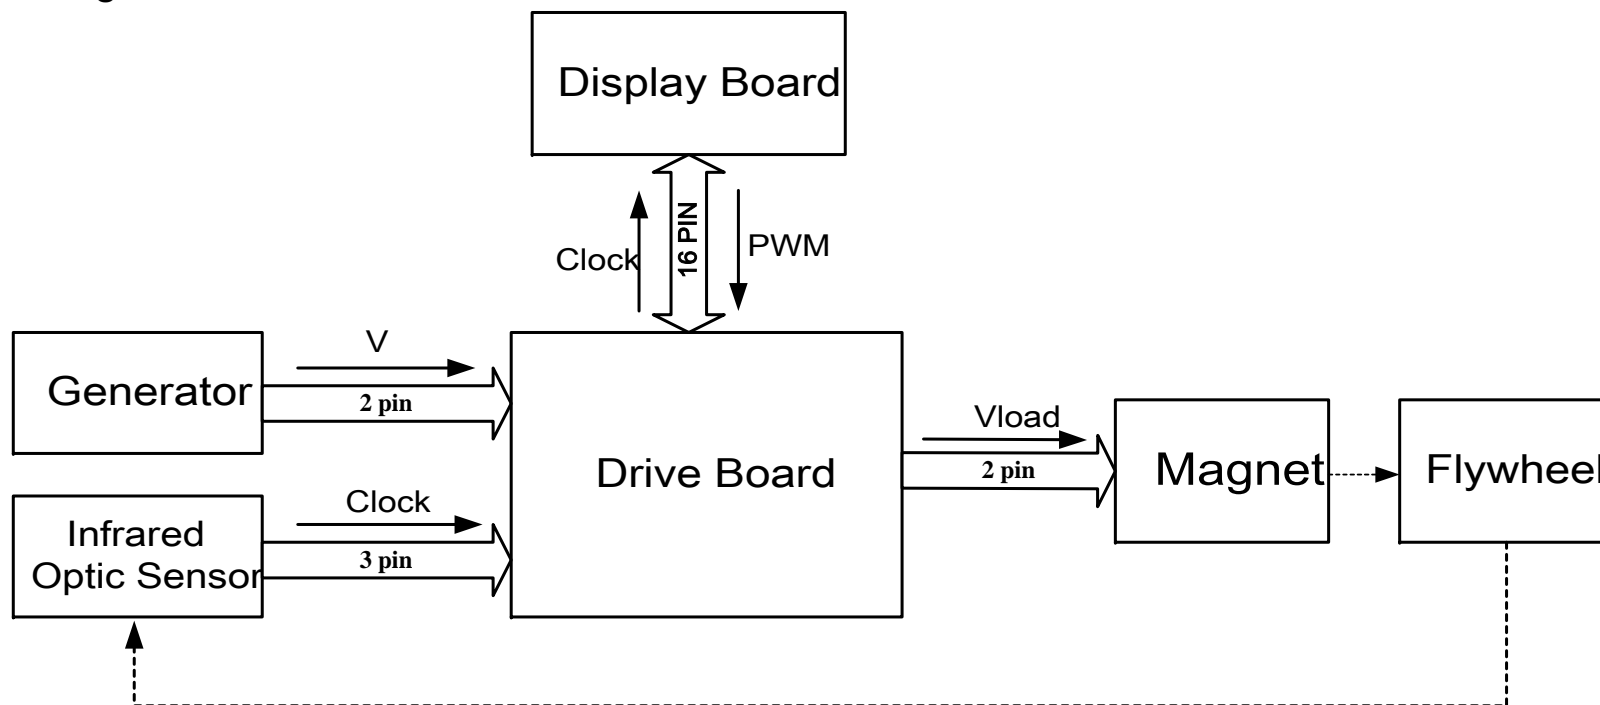 Display Board
Clock
16 PIN
PWM
V
Generator
2 pin
Vload
Drive Board
2 pin
Magnet
Flywheel
Clock
Infrared
Optic Sensor
3 pin